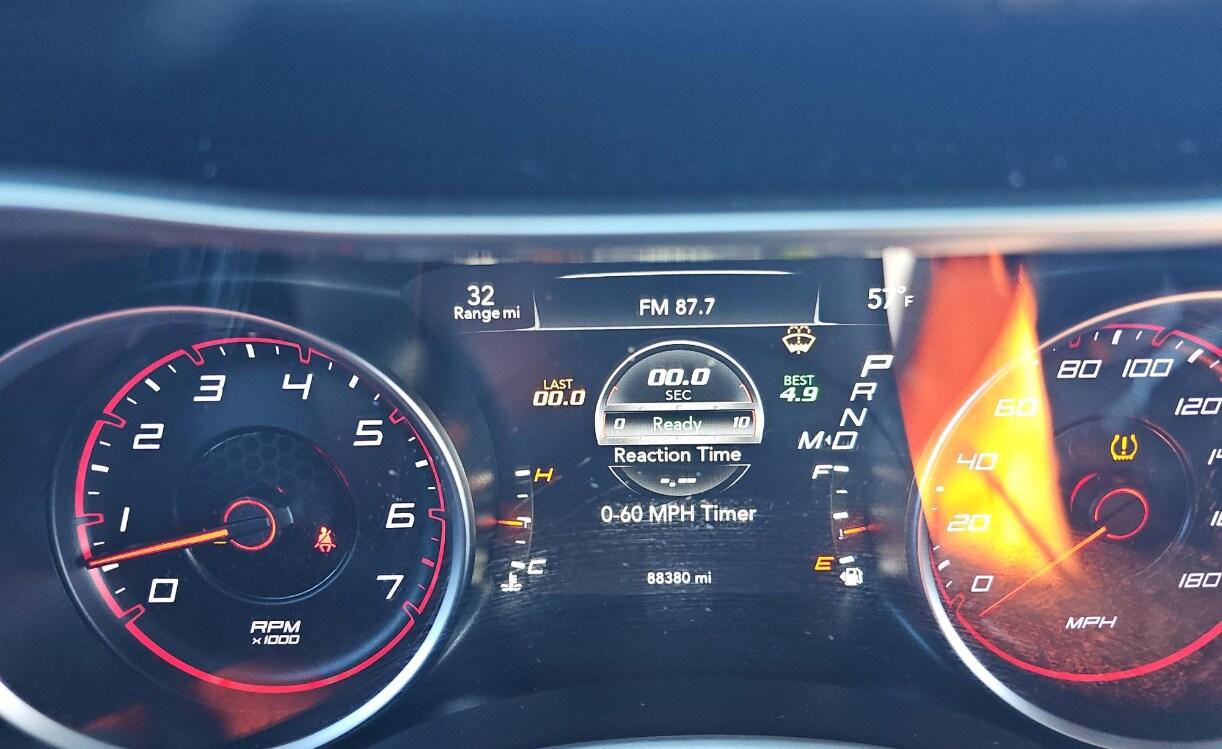 32
Range mi
FM 87.7
57°F
LAST
00.0
00.0
SEC
BEST
4.9
0 Ready 10
Reaction Time
-.--
0-60 MPH Timer
88380 mi
P
R
N
M D
H
C
F
E
0
1
2
3
4
5
6
7
RPM
x1000
0
20
40
60
80
100
120
180
MPH